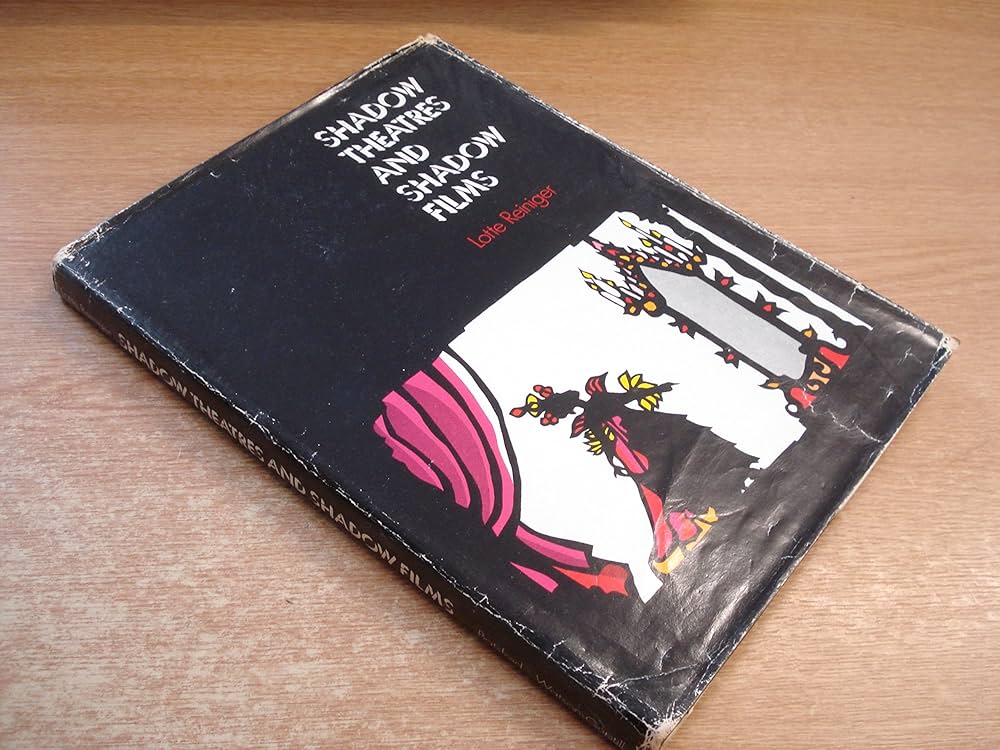 SHADOW
THEATRES
AND
SHADOW
FILMS
Lotte Reiniger
SHADOW THEATRES AND SHADOW FILMS